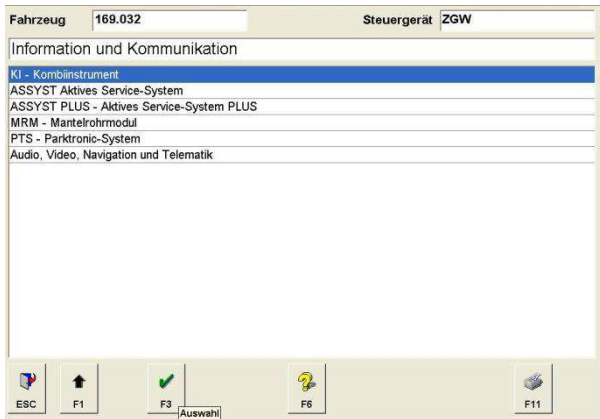 Fahrzeug 169.032 Steuergerät ZGW
Information und Kommunikation
KI - Kombiinstrument
ASSYST Aktives Service-System
ASSYST PLUS - Aktives Service-System PLUS
MRM - Mantelrohrmodul
PTS - Parktronic-System
Audio, Video, Navigation und Telematik
ESC F1 F3 F6 F11
Auswahl